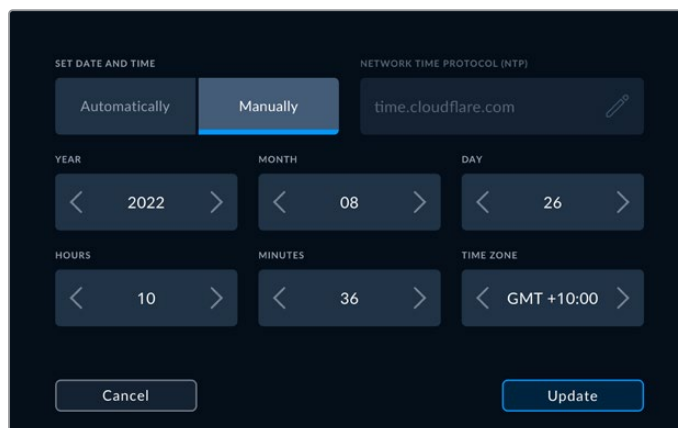 SET DATE AND TIME
NETWORK TIME PROTOCOL (NTP)
Automatically
Manually
time.cloudflare.com
YEAR
MONTH
DAY
2022
08
26
HOURS
MINUTES
TIME ZONE
10
36
GMT +10:00
Cancel
Update